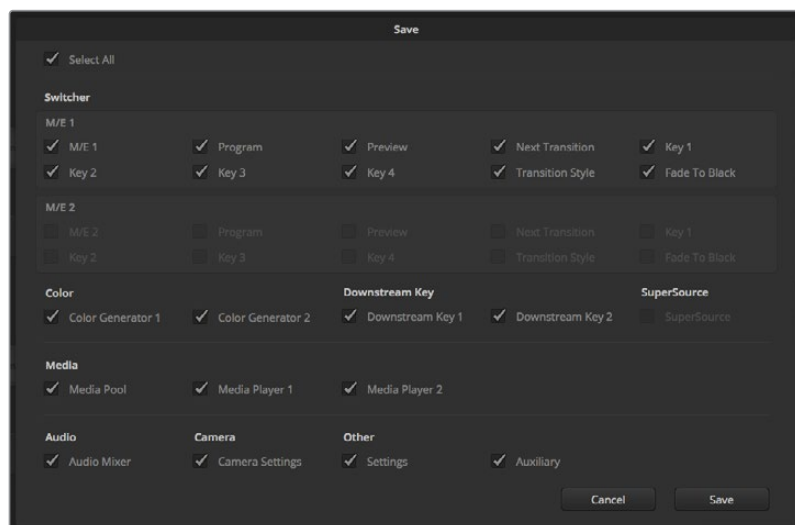 Save
Select All
Switcher
M/E 1
M/E 1 Program Preview Next Transition Key 1
Key 2 Key 3 Key 4 Transition Style Fade To Black
M/E 2
M/E 2 Program Preview Next Transition Key 1
Key 2 Key 3 Key 4 Transition Style Fade To Black
Color Downstream Key SuperSource
Color Generator 1 Color Generator 2 Downstream Key 1 Downstream Key 2 SuperSource
Media
Media Pool Media Player 1 Media Player 2
Audio Camera Other
Audio Mixer Camera Settings Settings Auxiliary
Cancel Save